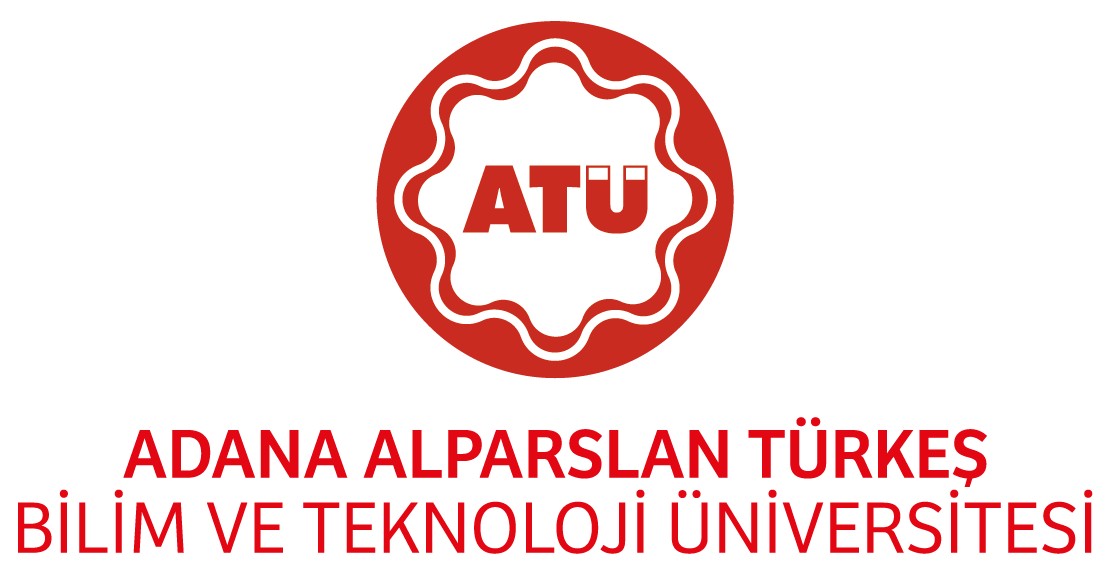 ATÜ
ADANA ALPARSLAN TÜRKEŞ
BİLİM VE TEKNOLOJİ ÜNİVERSİTESİ